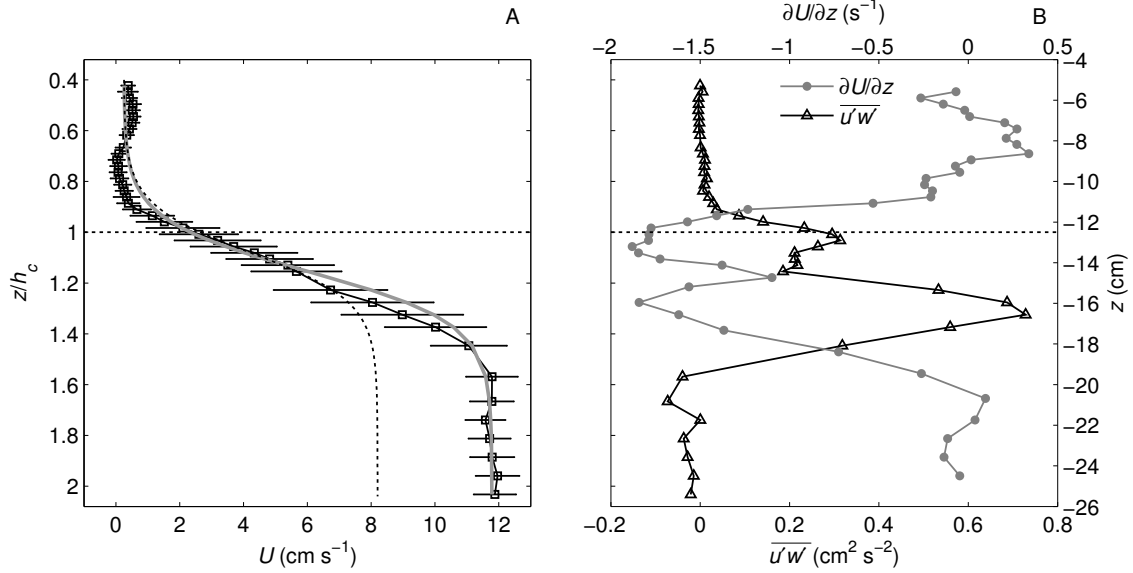 A
0.4
0.6
0.8
1
1.2
1.4
1.6
1.8
2
z/h_c
0 2 4 6 8 10 12
U (cm s⁻¹)
∂U/∂z (s⁻¹)
B
−2 −1.5 −1 −0.5 0 0.5
∂U/∂z
u′w′
−4
−6
−8
−10
−12
−14
−16
−18
−20
−22
−24
−26
z (cm)
−0.2 0 0.2 0.4 0.6 0.8
u′w′ (cm² s⁻²)